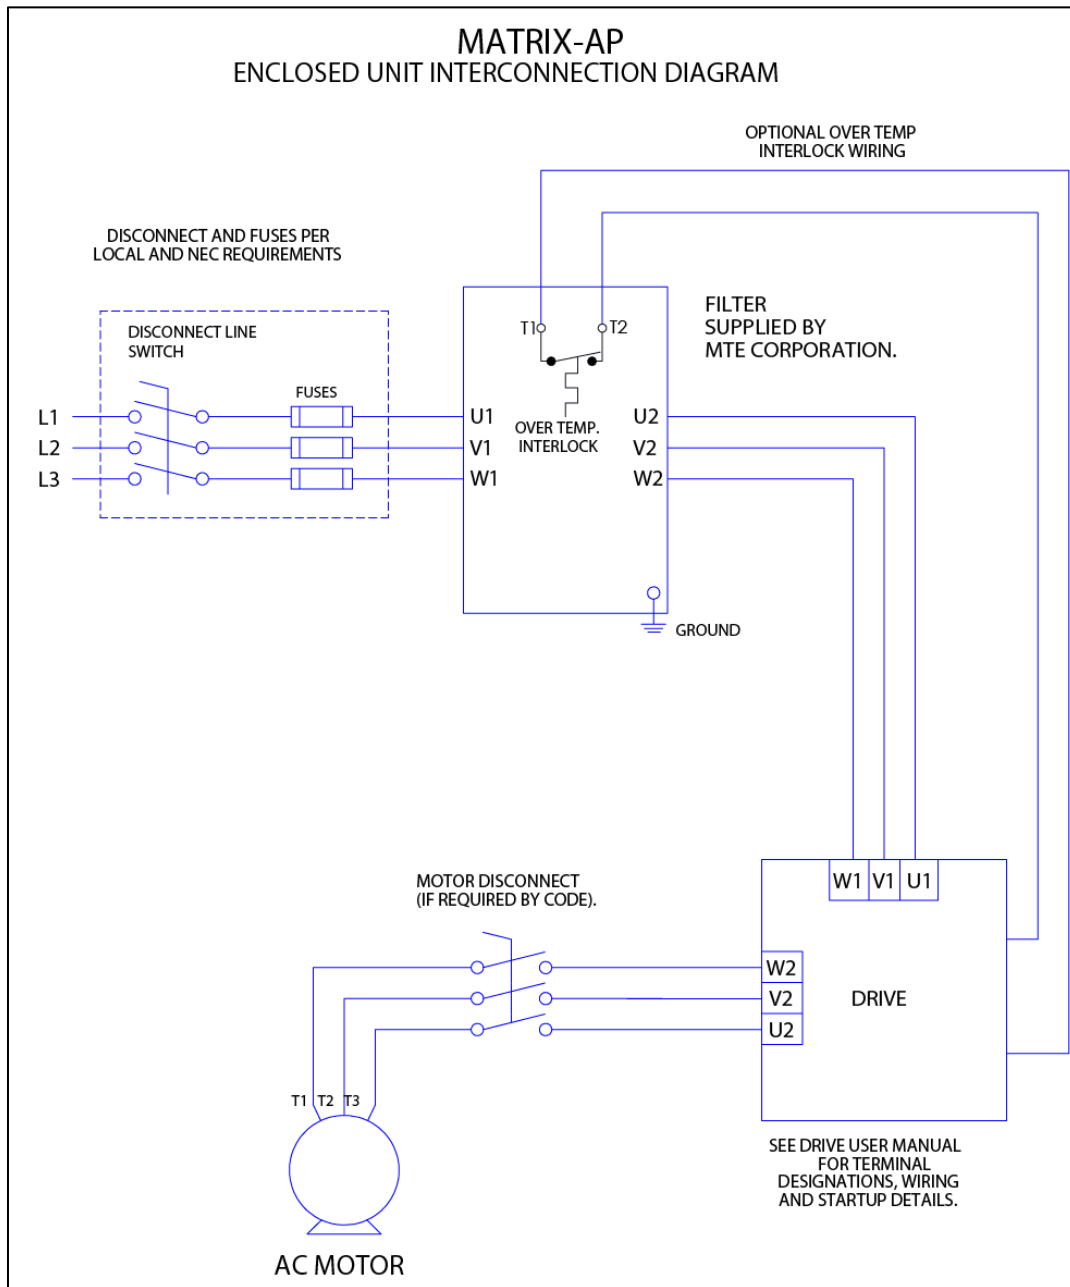 MATRIX-AP
ENCLOSED UNIT INTERCONNECTION DIAGRAM
OPTIONAL OVER TEMP
INTERLOCK WIRING
DISCONNECT AND FUSES PER
LOCAL AND NEC REQUIREMENTS
DISCONNECT LINE
SWITCH
FUSES
L1
L2
L3
T1
T2
FILTER
SUPPLIED BY
MTE CORPORATION.
U1
V1
W1
OVER TEMP.
INTERLOCK
U2
V2
W2
GROUND
MOTOR DISCONNECT
(IF REQUIRED BY CODE).
W1 V1 U1
W2
V2
U2
DRIVE
T1 T2 T3
AC MOTOR
SEE DRIVE USER MANUAL
FOR TERMINAL
DESIGNATIONS, WIRING
AND STARTUP DETAILS.